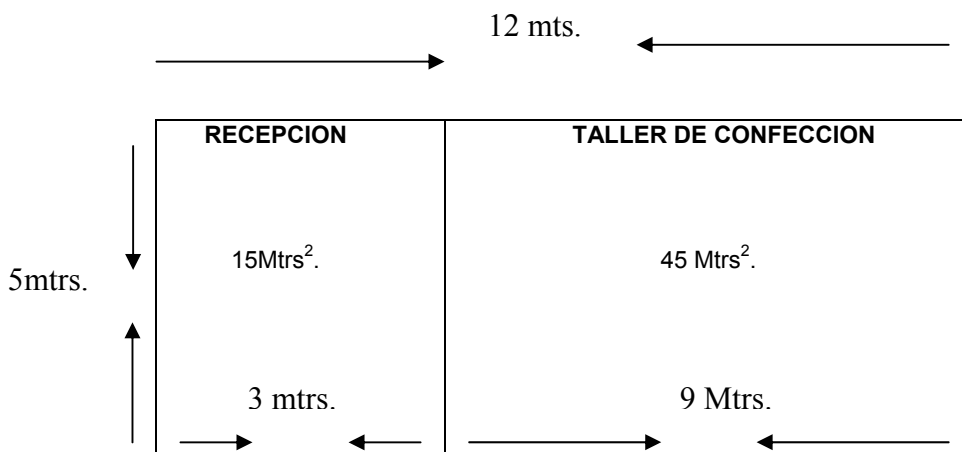 12 mts.
RECEPCION
TALLER DE CONFECCION
15Mtrs².
45 Mtrs².
5mtrs.
3 mtrs.
9 Mtrs.